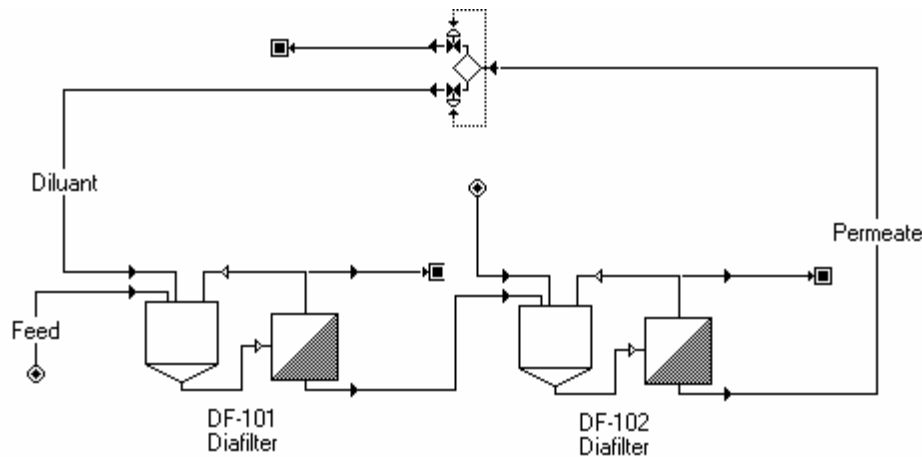 Diluant
Permeate
Feed
DF-101
Diafilter
DF-102
Diafilter